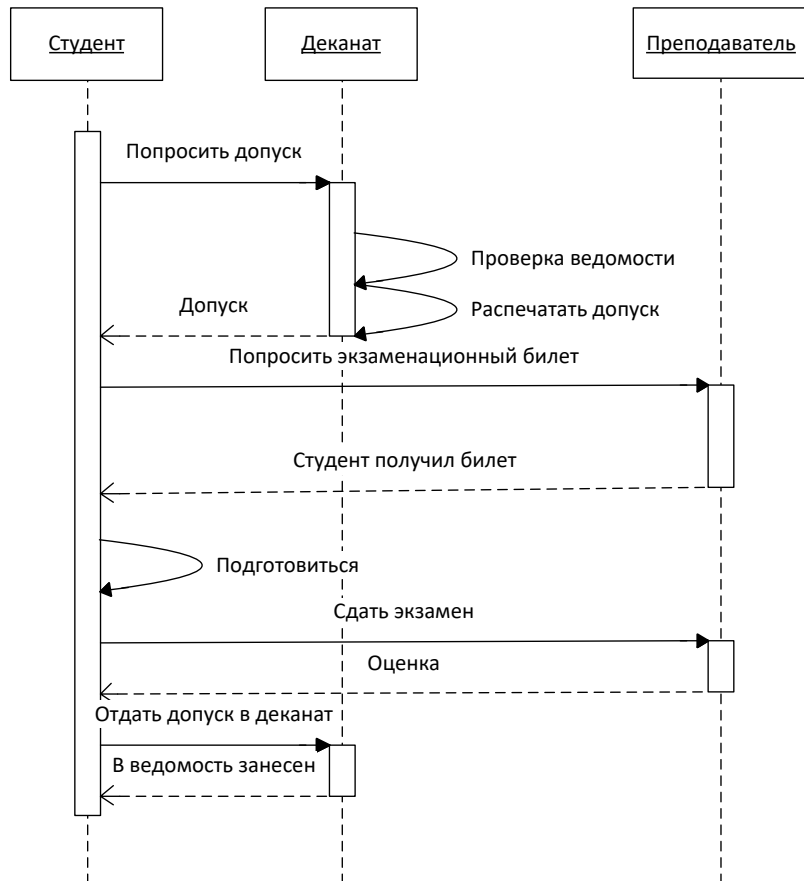 Студент
Деканат
Преподаватель
Попросить допуск
Проверка ведомости
Допуск
Распечатать допуск
Попросить экзаменационный билет
Студент получил билет
Подготовиться
Сдать экзамен
Оценка
Отдать допуск в деканат
В ведомость занесен